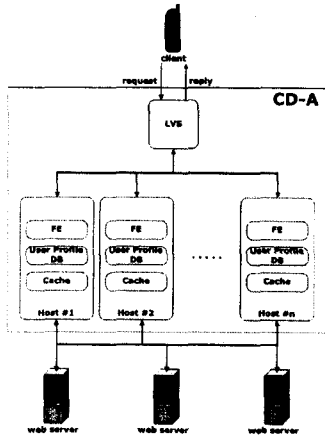 client
request reply
CD-A
LVS
FE FE FE
User Profile DB User Profile DB User Profile DB
Cache Cache Cache
.....
Host #1 Host #2 Host #n
web server web server web server